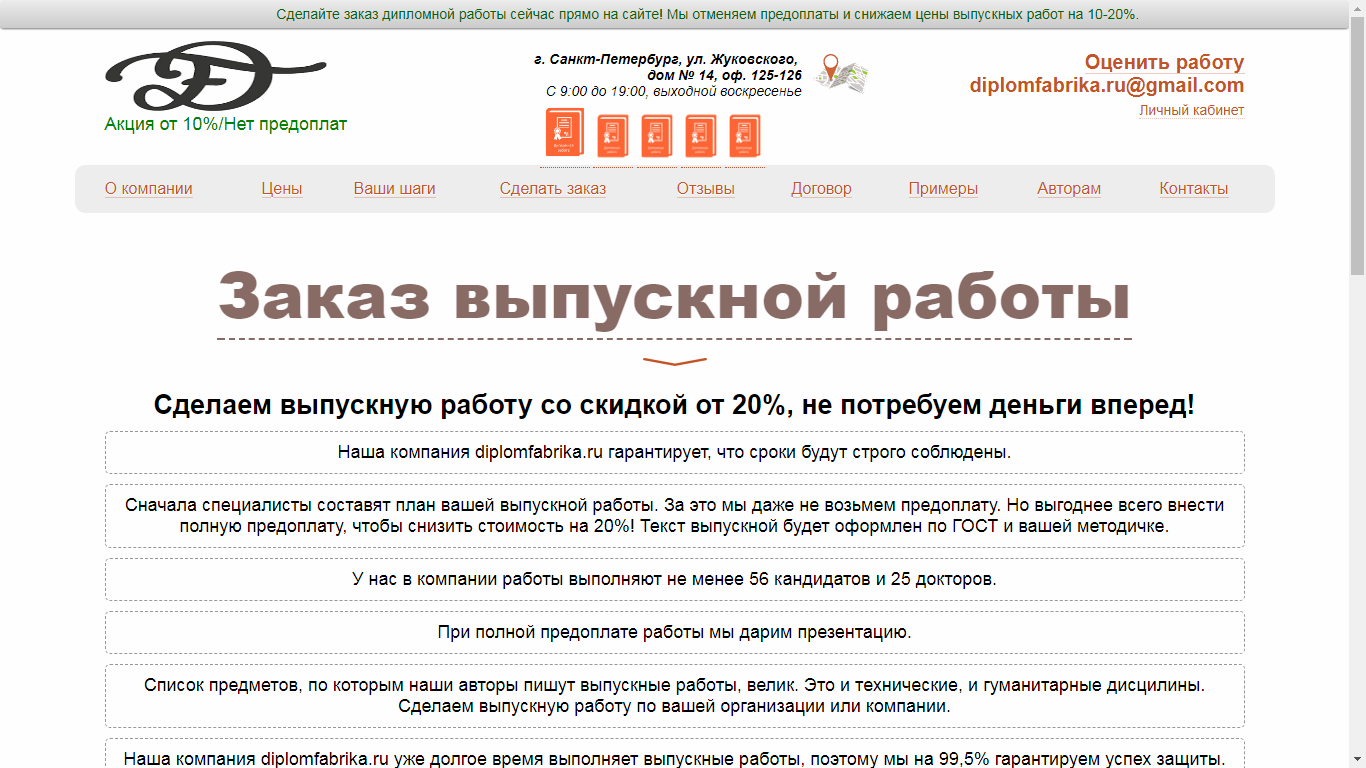 Сделайте заказ дипломной работы сейчас прямо на сайте! Мы отменяем предоплаты и снижаем цены выпускных работ на 10-20%.
Акция от 10%/Нет предоплат
г. Санкт-Петербург, ул. Жуковского,
дом № 14, оф. 125-126
С 9:00 до 19:00, выходной воскресенье
Оценить работу
diplomfabrika.ru@gmail.com
Личный кабинет
О компании Цены Ваши шаги Сделать заказ Отзывы Договор Примеры Авторам Контакты
Заказ выпускной работы
Сделаем выпускную работу со скидкой от 20%, не потребуем деньги вперед!
Наша компания diplomfabrika.ru гарантирует, что сроки будут строго соблюдены.
Сначала специалисты составят план вашей выпускной работы. За это мы даже не возьмем предоплату. Но выгоднее всего внести
полную предоплату, чтобы снизить стоимость на 20%! Текст выпускной будет оформлен по ГОСТ и вашей методичке.
У нас в компании работы выполняют не менее 56 кандидатов и 25 докторов.
При полной предоплате работы мы дарим презентацию.
Список предметов, по которым наши авторы пишут выпускные работы, велик. Это и технические, и гуманитарные дисциплины.
Сделаем выпускную работу по вашей организации или компании.
Наша компания diplomfabrika.ru уже долгое время выполняет выпускные работы, поэтому мы на 99,5% гарантируем успех защиты.